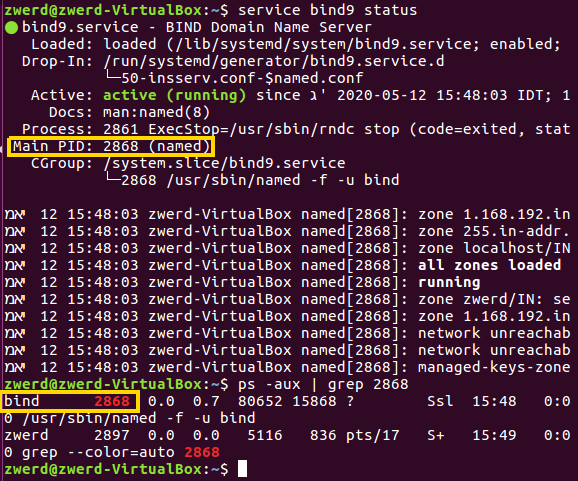 zwerd@zwerd-VirtualBox:~$ service bind9 status
● bind9.service - BIND Domain Name Server
Loaded: loaded (/lib/systemd/system/bind9.service; enabled;
Drop-In: /run/systemd/generator/bind9.service.d
└─50-insserv.conf-$named.conf
Active: active (running) since ג' 2020-05-12 15:48:03 IDT; 1
Docs: man:named(8)
Process: 2861 ExecStop=/usr/sbin/rndc stop (code=exited, stat
Main PID: 2868 (named)
CGroup: /system.slice/bind9.service
└─2868 /usr/sbin/named -f -u bind
מאי 12 15:48:03 zwerd-VirtualBox named[2868]: zone 1.168.192.in
מאי 12 15:48:03 zwerd-VirtualBox named[2868]: zone 255.in-addr.
מאי 12 15:48:03 zwerd-VirtualBox named[2868]: zone localhost/IN
מאי 12 15:48:03 zwerd-VirtualBox named[2868]: all zones loaded
מאי 12 15:48:03 zwerd-VirtualBox named[2868]: running
מאי 12 15:48:03 zwerd-VirtualBox named[2868]: zone zwerd/IN: se
מאי 12 15:48:03 zwerd-VirtualBox named[2868]: zone 1.168.192.in
מאי 12 15:48:03 zwerd-VirtualBox named[2868]: network unreachab
מאי 12 15:48:03 zwerd-VirtualBox named[2868]: network unreachab
מאי 12 15:48:03 zwerd-VirtualBox named[2868]: managed-keys-zone
zwerd@zwerd-VirtualBox:~$ ps -aux | grep 2868
bind 2868 0.0 0.7 80652 15868 ? Ssl 15:48 0:0
0 /usr/sbin/named -f -u bind
zwerd 2897 0.0 0.0 5116 836 pts/17 S+ 15:49 0:0
0 grep --color=auto 2868
zwerd@zwerd-VirtualBox:~$